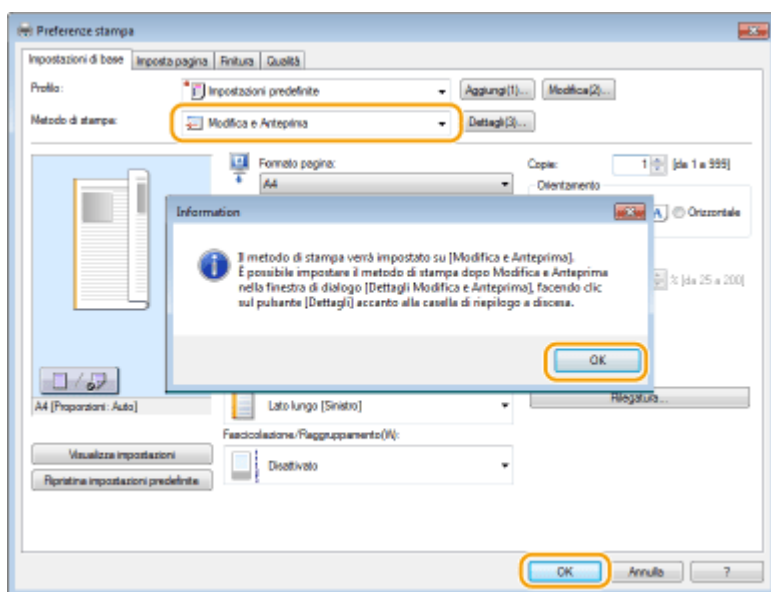 Preferenze stampa
Impostazioni di base Imposta pagina Finitura Qualità
Profilo: Impostazioni predefinite Aggiungi(1)... Modifica(2)...
Metodo di stampa: Modifica e Anteprima Dettagli(3)...
Formato pagina: Copie: 1 [da 1 a 999]
A4 Orientamento
Information A Orizzontale
Il metodo di stampa verrà impostato su [Modifica e Anteprima].
È possibile impostare il metodo di stampa dopo Modifica e Anteprima
nella finestra di dialogo [Dettagli Modifica e Anteprima], facendo clic
sul pulsante [Dettagli] accanto alla casella di riepilogo a discesa.
% [da 25 a 200]
OK
A4 [Proporzioni: Auto] Lato lungo [Sinistro] Rilegatura...
Fascicolazione/Raggruppamento(W):
Visualizza impostazioni Disattivato
Ripristina impostazioni predefinite
OK Annulla ?